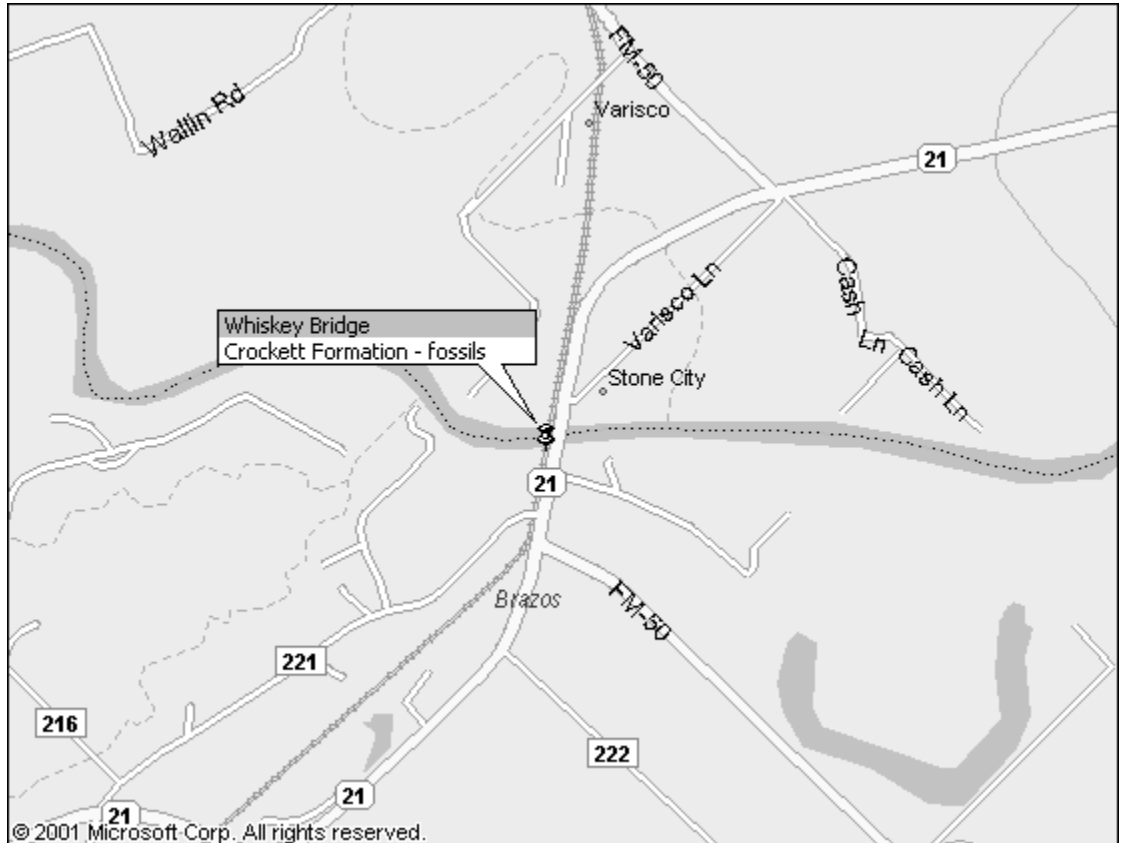 FM-50
Wallin Rd
Varisco
21
Cash Ln
Varisco Ln
Whiskey Bridge
Crockett Formation - fossils
Cash Ln
Stone City
21
Brazos
FM-50
221
216
222
21
21
© 2001 Microsoft Corp. All rights reserved.